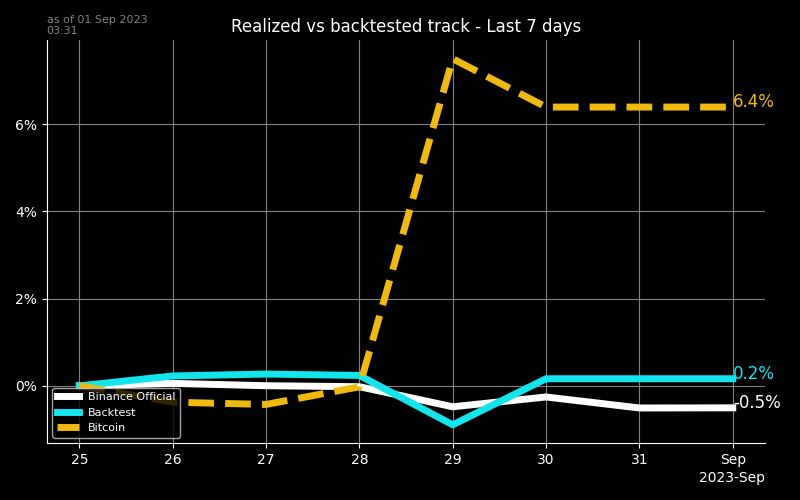 as of 01 Sep 2023
03:31
Realized vs backtested track - Last 7 days
6%
4%
2%
0%
6.4%
0.2%
-0.5%
Binance Official
Backtest
Bitcoin
25 26 27 28 29 30 31 Sep
2023-Sep